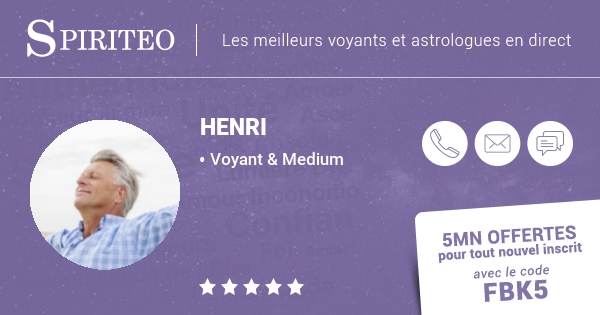 SPIRITEO
Les meilleurs voyants et astrologues en direct
HENRI
• Voyant & Medium
5MN OFFERTES
pour tout nouvel inscrit
avec le code
FBK5